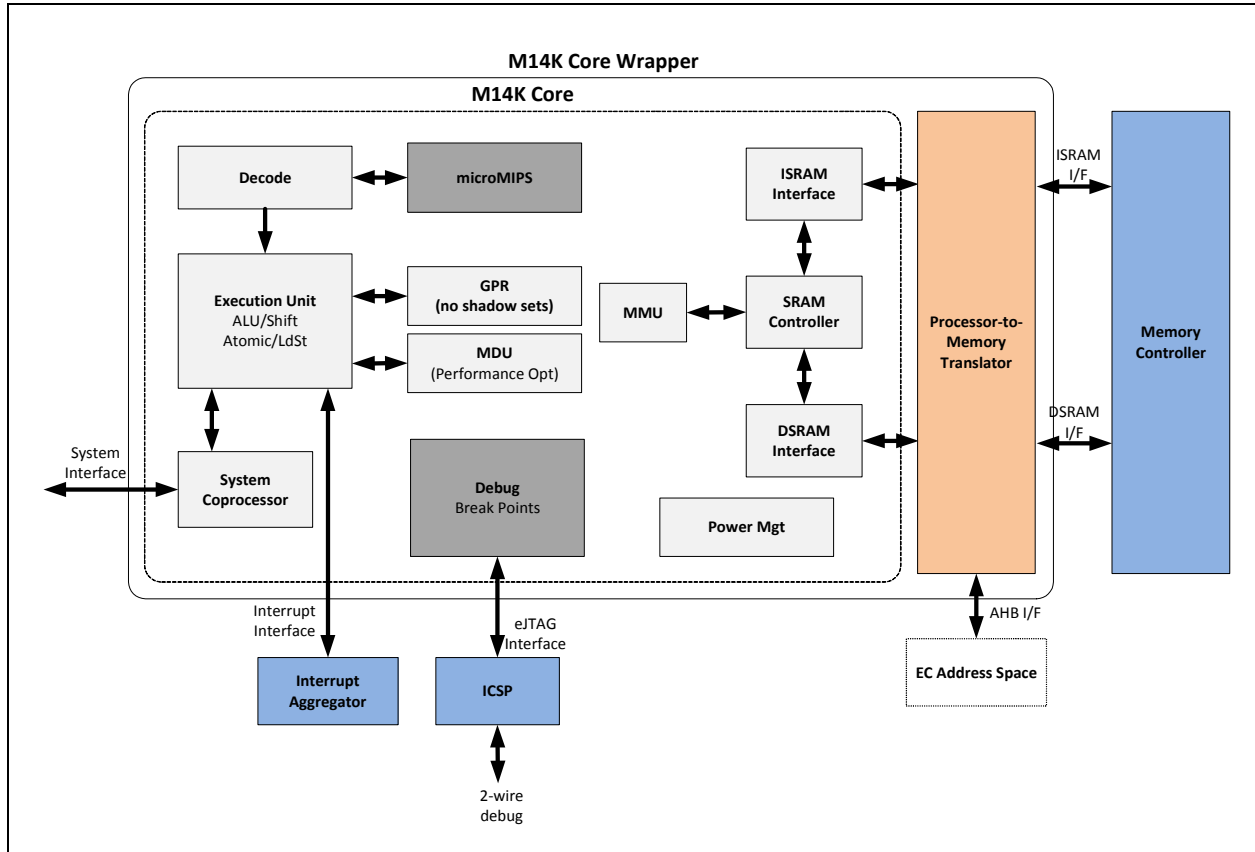 M14K Core Wrapper
M14K Core
Decode
microMIPS
ISRAM
Interface
ISRAM
I/F
Execution Unit
ALU/Shift
Atomic/LdSt
GPR
(no shadow sets)
MDU
(Performance Opt)
MMU
SRAM
Controller
Processor-to-
Memory
Translator
Memory
Controller
DSRAM
Interface
DSRAM
I/F
System
Interface
System
Coprocessor
Debug
Break Points
Power Mgt
Interrupt
Interface
eJTAG
Interface
AHB I/F
Interrupt
Aggregator
ICSP
EC Address Space
2-wire
debug